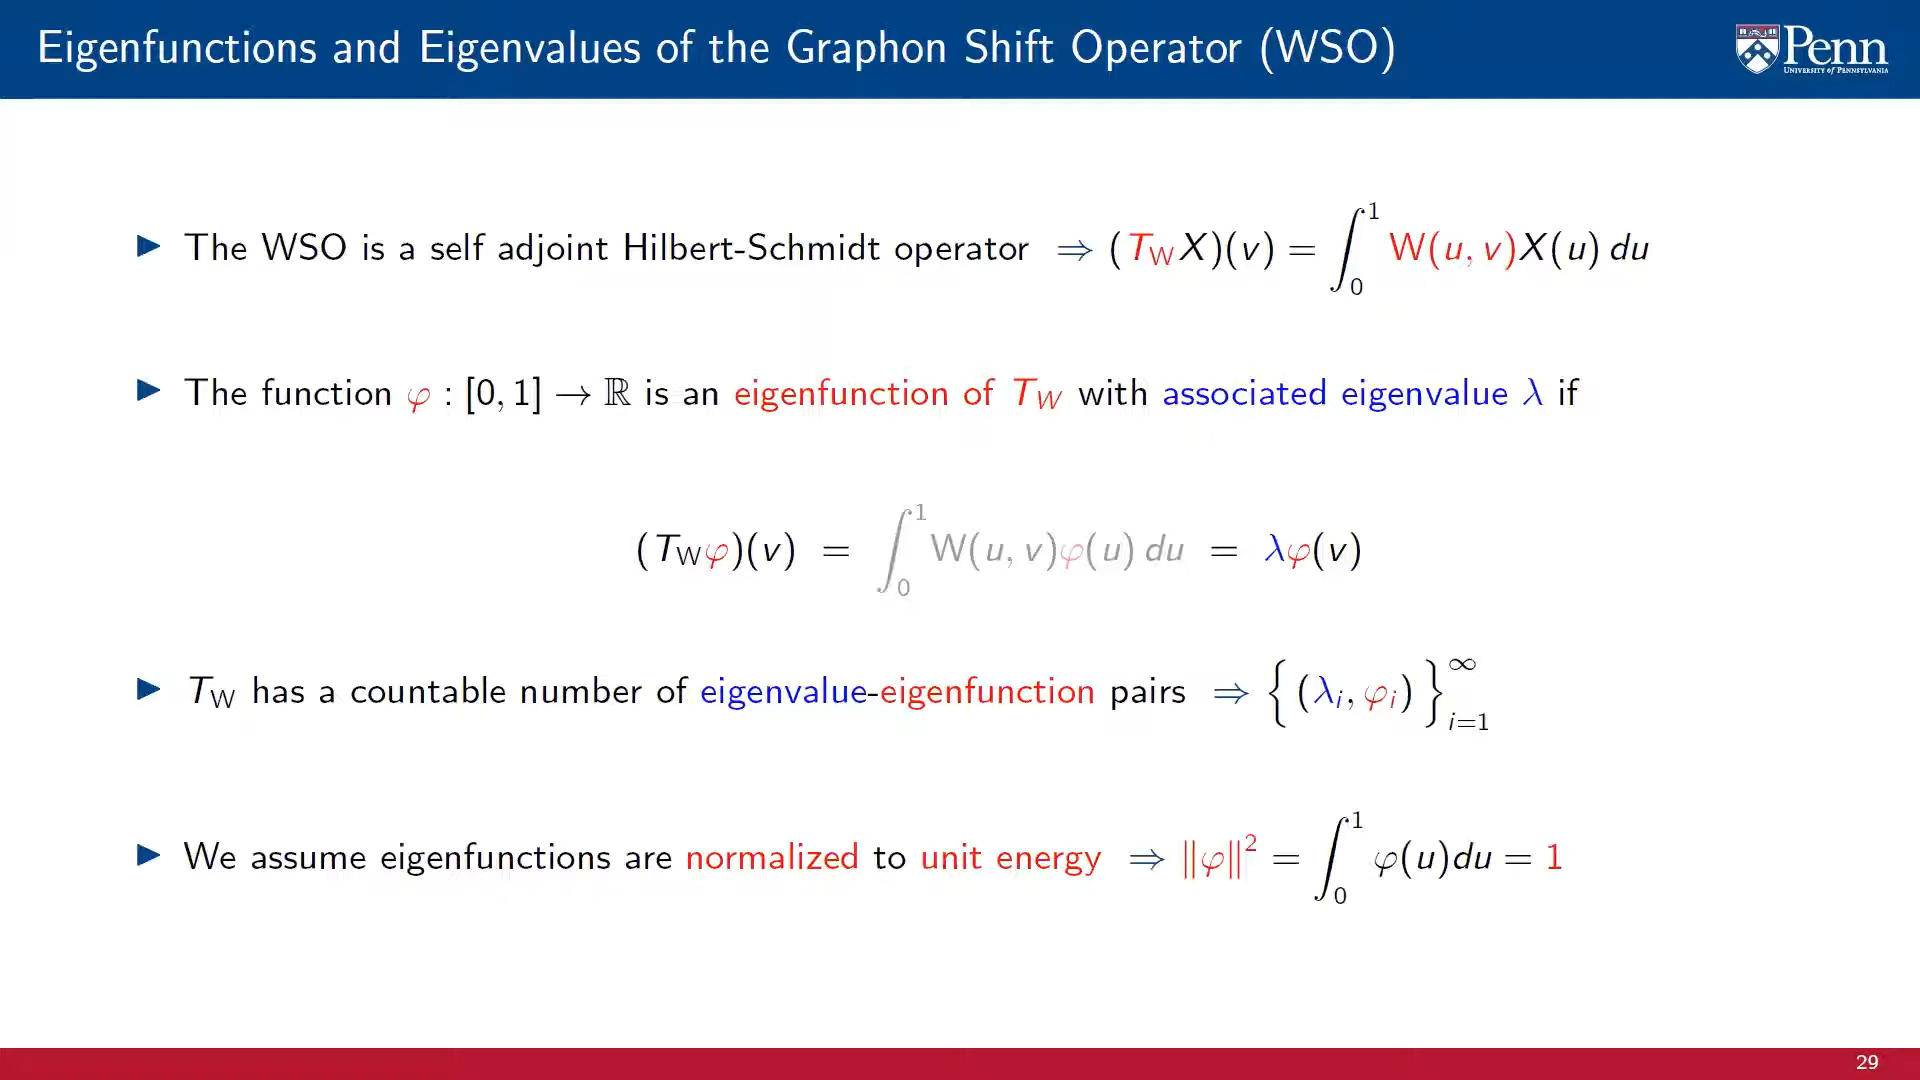 Eigenfunctions and Eigenvalues of the Graphon Shift Operator (WSO)
Penn
UNIVERSITY of PENNSYLVANIA
▶ The WSO is a self adjoint Hilbert-Schmidt operator ⇒ (T_W X)(v) = ∫_0^1 W(u, v)X(u) du
▶ The function φ : [0, 1] → ℝ is an eigenfunction of T_W with associated eigenvalue λ if
(T_W φ)(v) = ∫_0^1 W(u, v)φ(u) du = λφ(v)
▶ T_W has a countable number of eigenvalue-eigenfunction pairs ⇒ {(λ_i, φ_i)}_{i=1}^∞
▶ We assume eigenfunctions are normalized to unit energy ⇒ ‖φ‖^2 = ∫_0^1 φ(u)du = 1
29